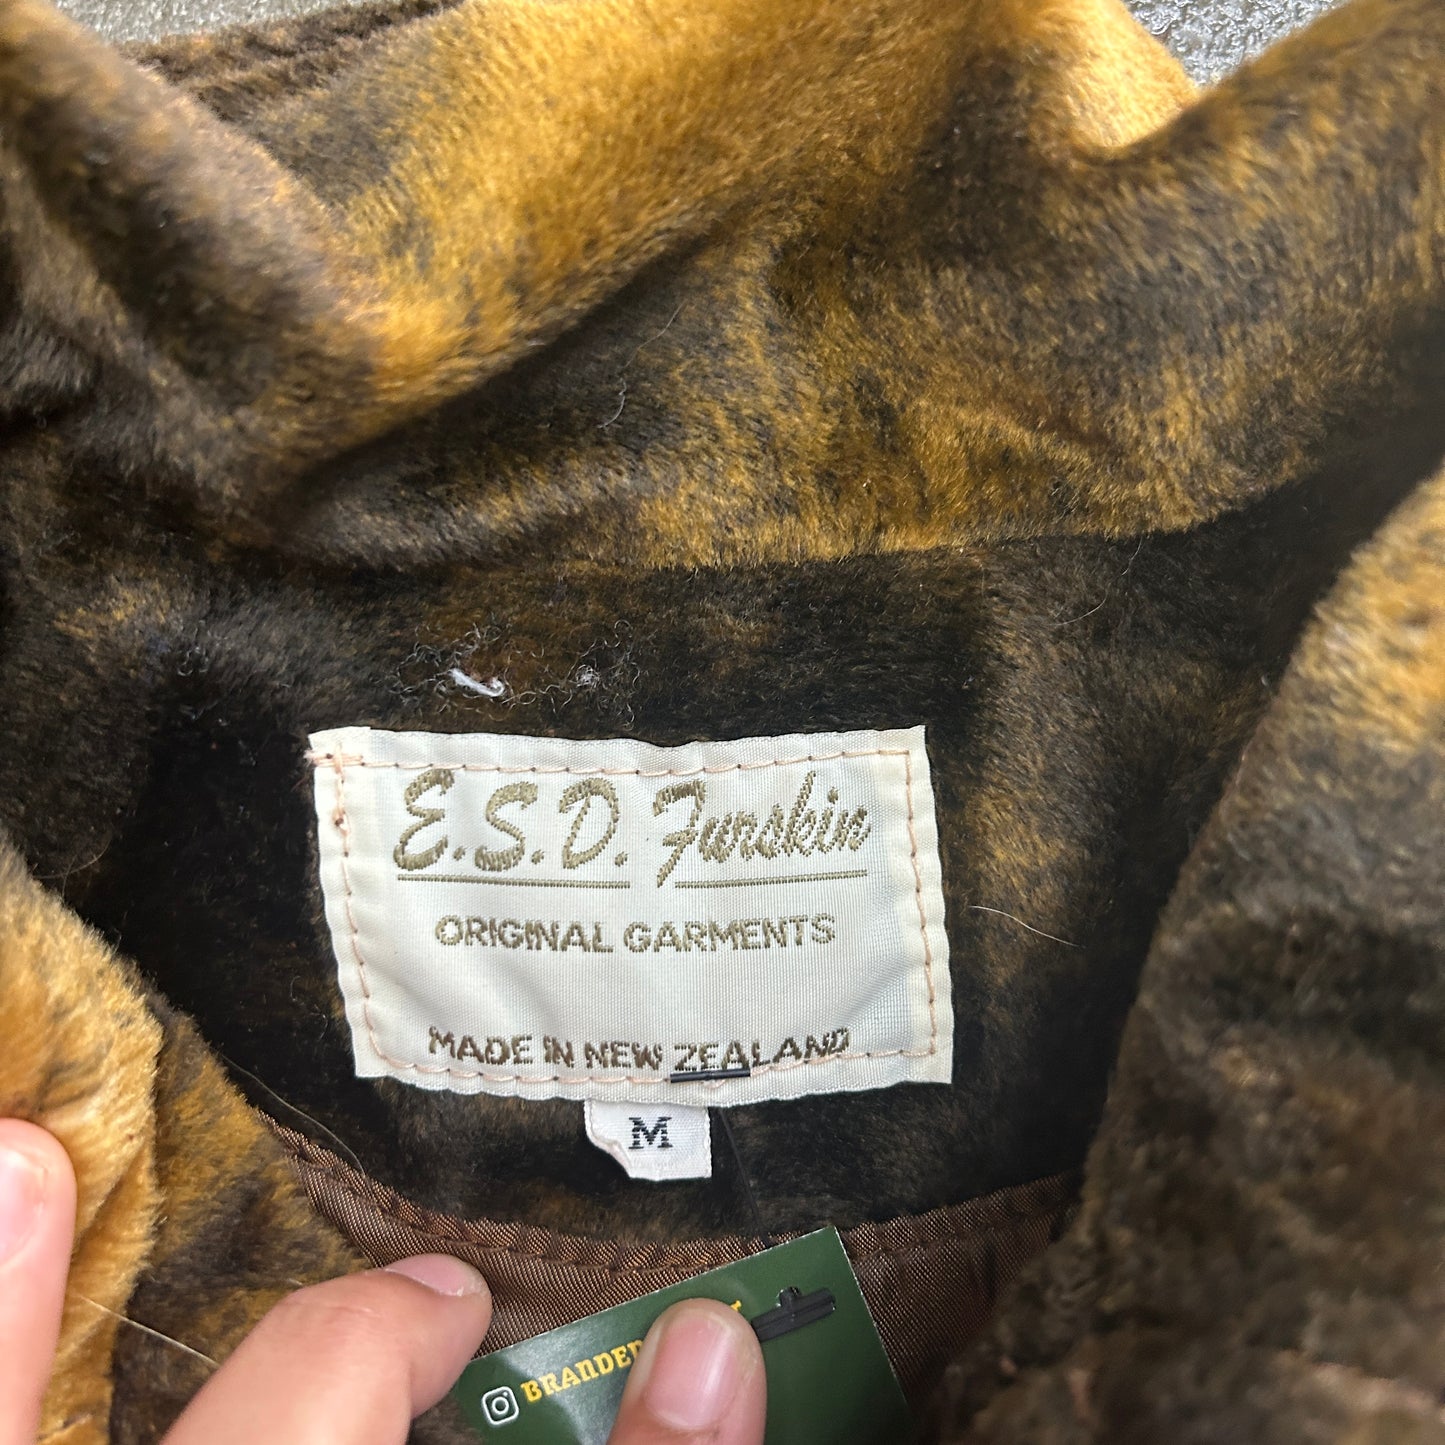 E.S.D. Furskin
ORIGINAL GARMENTS
MADE IN NEW ZEALAND
M